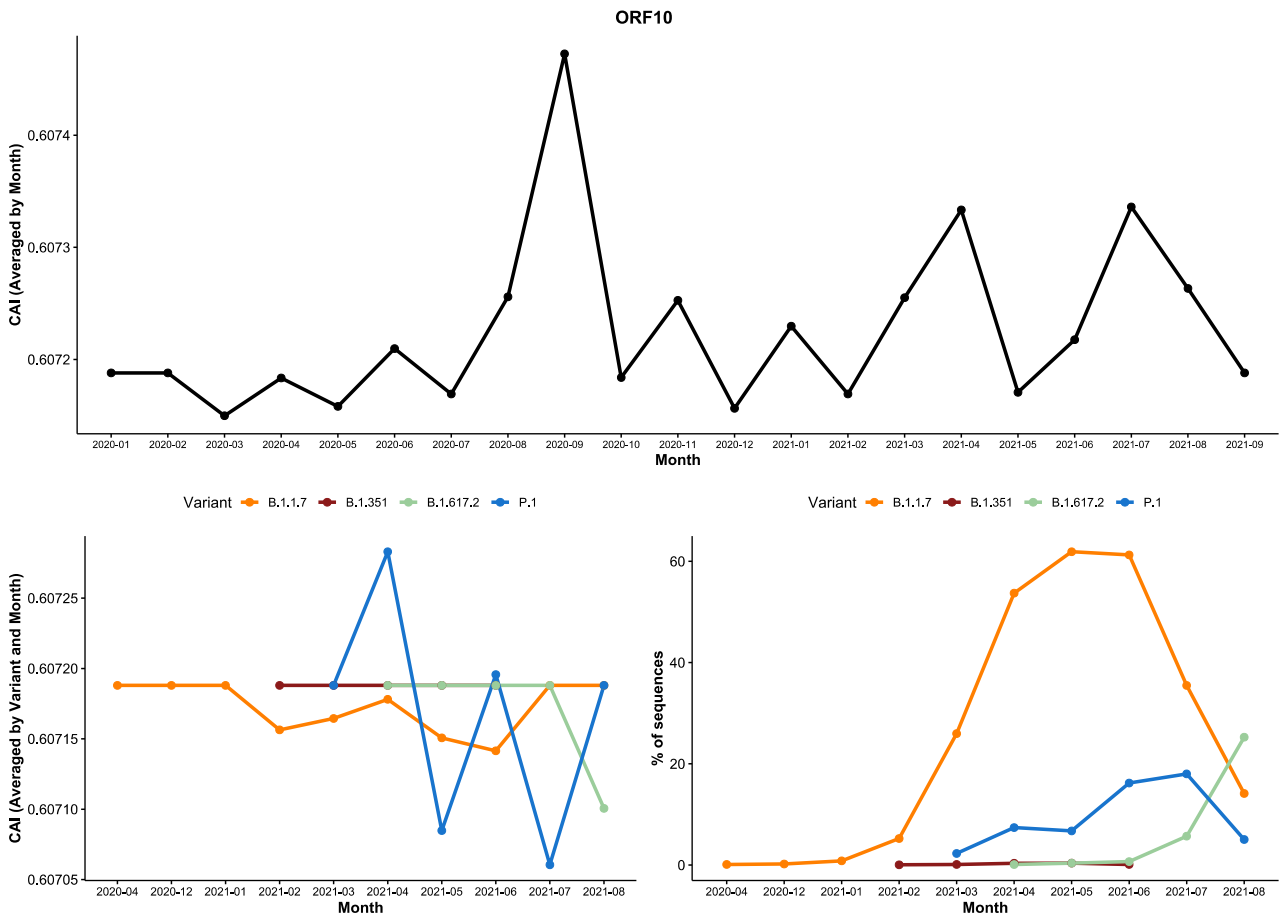 ORF10
CAI (Averaged by Month)
0.6074
0.6073
0.6072
2020-01 2020-02 2020-03 2020-04 2020-05 2020-06 2020-07 2020-08 2020-09 2020-10 2020-11 2020-12 2021-01 2021-02 2021-03 2021-04 2021-05 2021-06 2021-07 2021-08 2021-09
Month
Variant B.1.1.7 B.1.351 B.1.617.2 P.1
CAI (Averaged by Variant and Month)
0.60725
0.60720
0.60715
0.60710
0.60705
2020-04 2020-12 2021-01 2021-02 2021-03 2021-04 2021-05 2021-06 2021-07 2021-08
Month
Variant B.1.1.7 B.1.351 B.1.617.2 P.1
% of sequences
60
40
20
0
2020-04 2020-12 2021-01 2021-02 2021-03 2021-04 2021-05 2021-06 2021-07 2021-08
Month